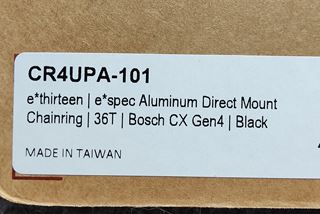 CR4UPA-101
e*thirteen | e*spec Aluminum Direct Mount
Chainring | 36T | Bosch CX Gen4 | Black
MADE IN TAIWAN